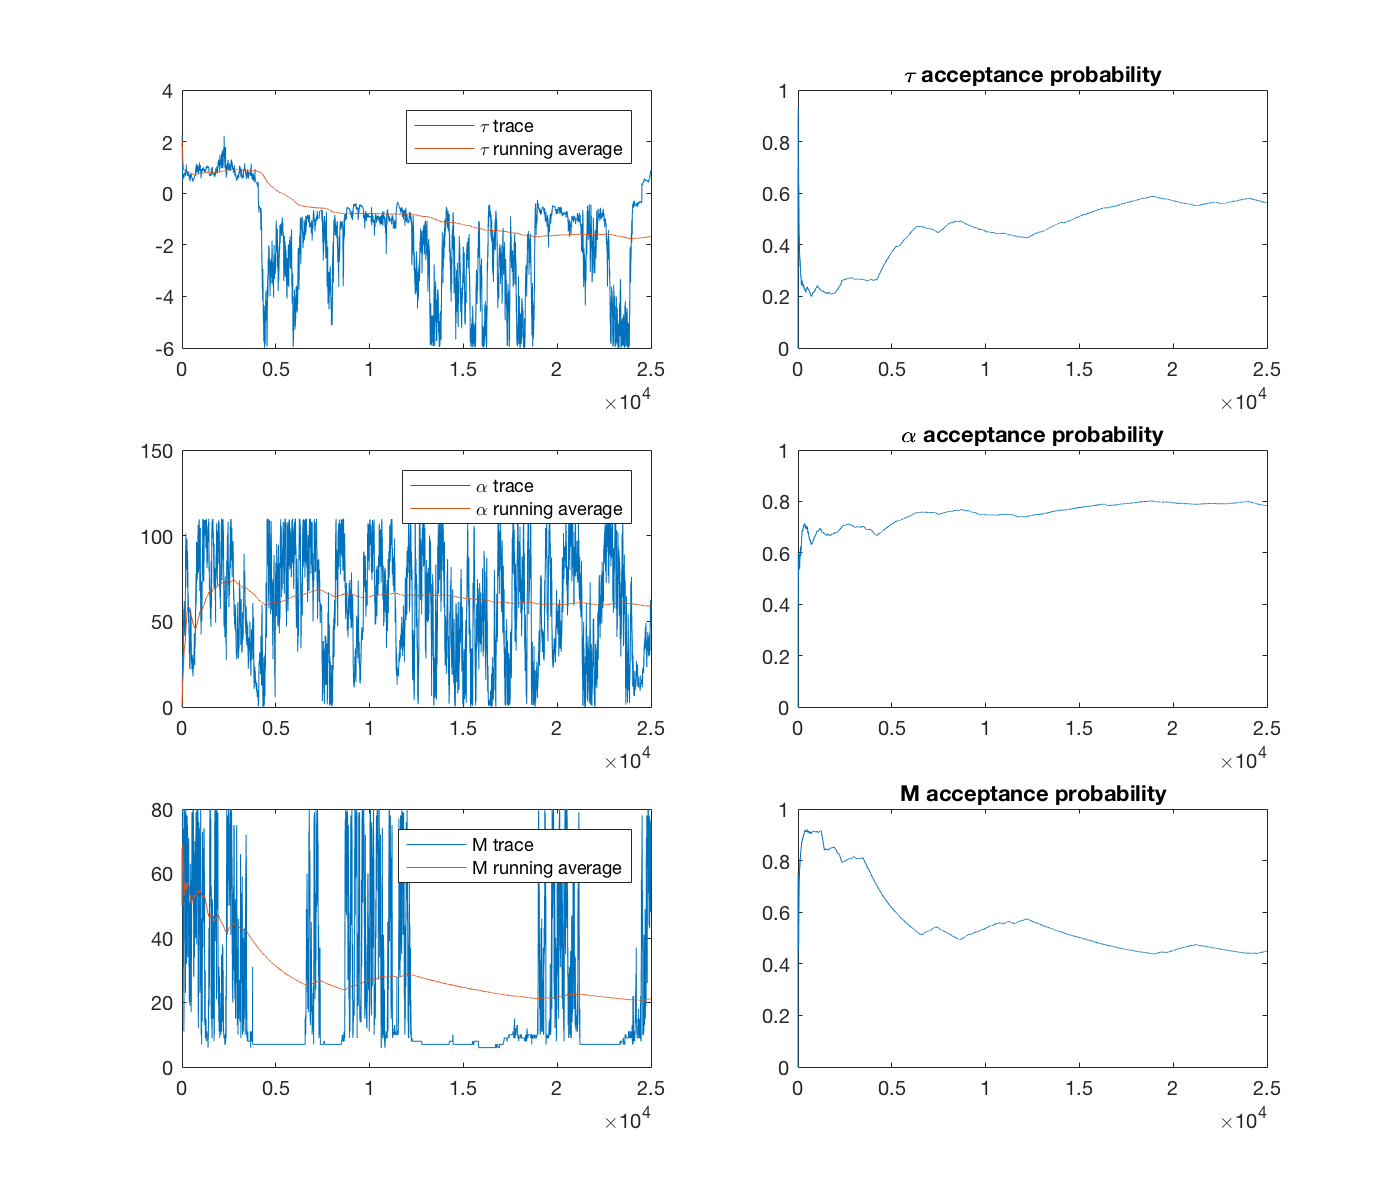 τ acceptance probability
4
2
0
-2
-4
-6
τ trace
τ running average
0 0.5 1 1.5 2 2.5
×10^4
1
0.8
0.6
0.4
0.2
0
0 0.5 1 1.5 2 2.5
×10^4
α acceptance probability
150
100
50
0
α trace
α running average
0 0.5 1 1.5 2 2.5
×10^4
1
0.8
0.6
0.4
0.2
0
0 0.5 1 1.5 2 2.5
×10^4
M acceptance probability
80
60
40
20
0
M trace
M running average
0 0.5 1 1.5 2 2.5
×10^4
1
0.8
0.6
0.4
0.2
0
0 0.5 1 1.5 2 2.5
×10^4